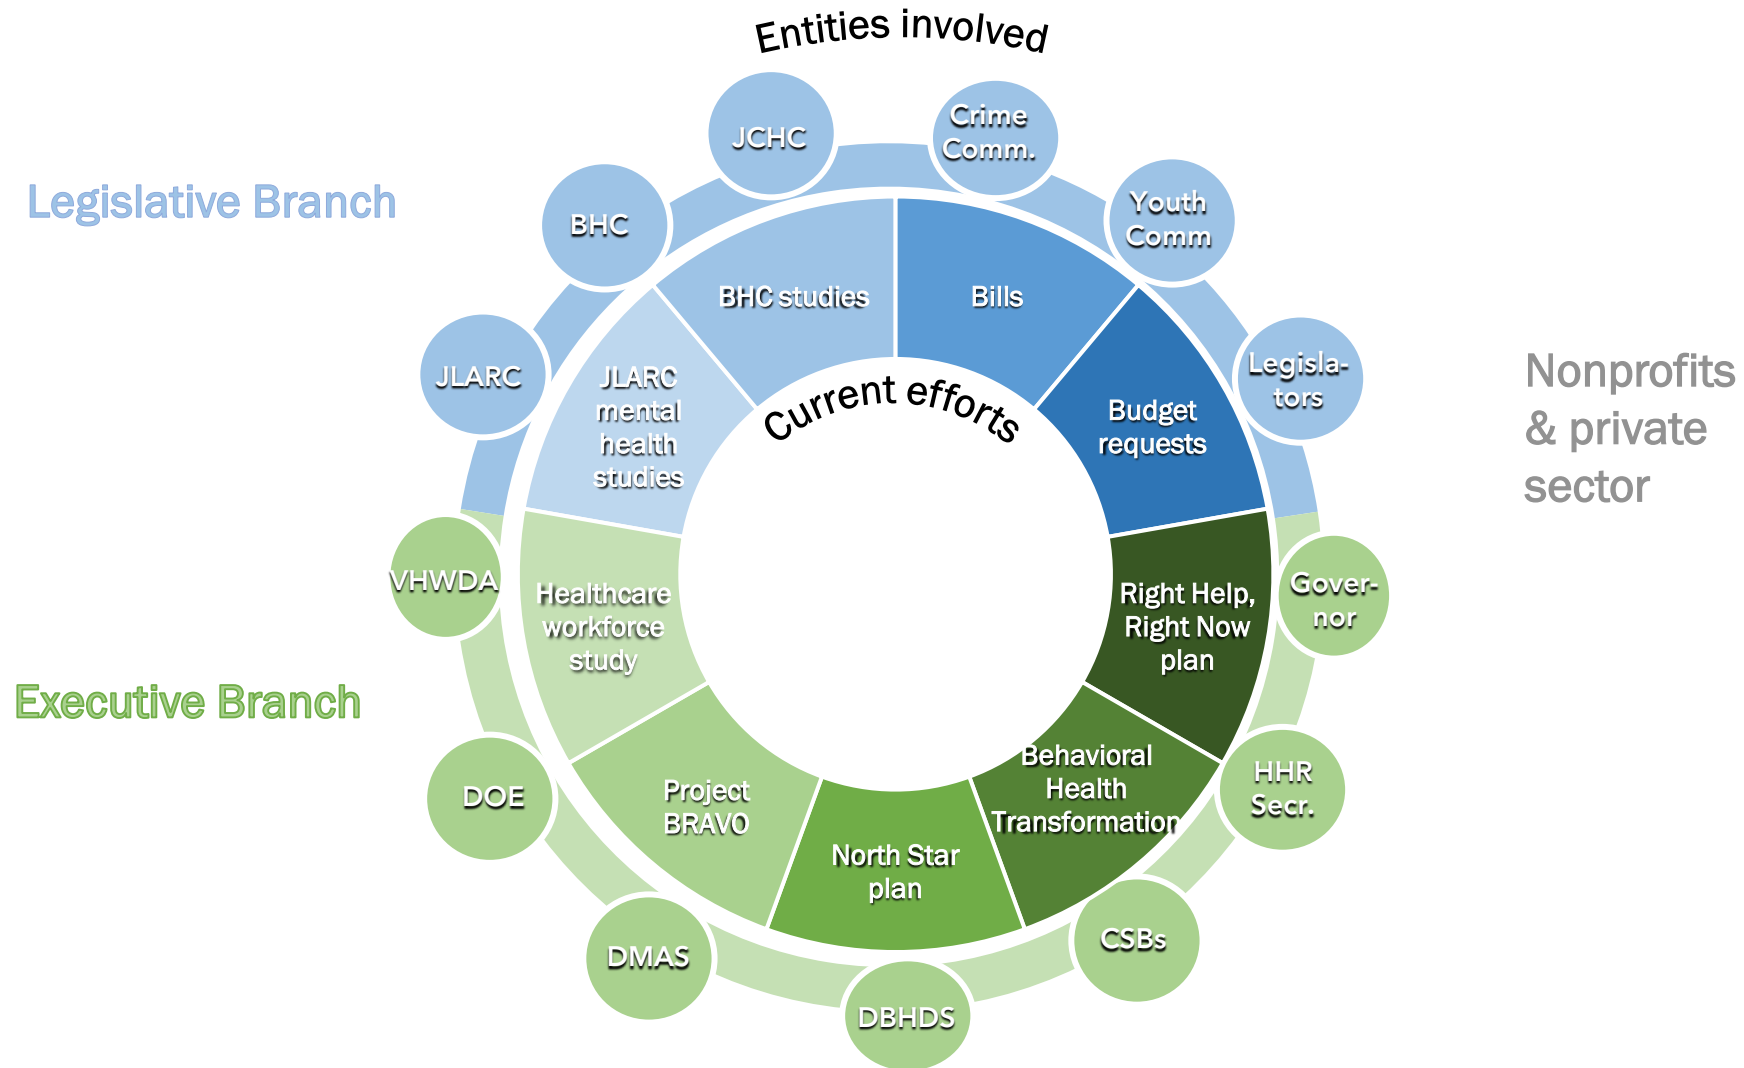 Entities involved
Legislative Branch
JCHC
Crime
Comm.
BHC
Youth
Comm
JLARC
Legisla-
tors
Nonprofits
& private
sector
BHC studies
Bills
JLARC
mental
health
studies
Current efforts
Budget
requests
Executive Branch
VHWDA
Gover-
nor
Healthcare
workforce
study
Right Help,
Right Now
plan
DOE
Project
BRAVO
North Star
plan
Behavioral
Health
Transformation
HHR
Secr.
DMAS
DBHDS
CSBs